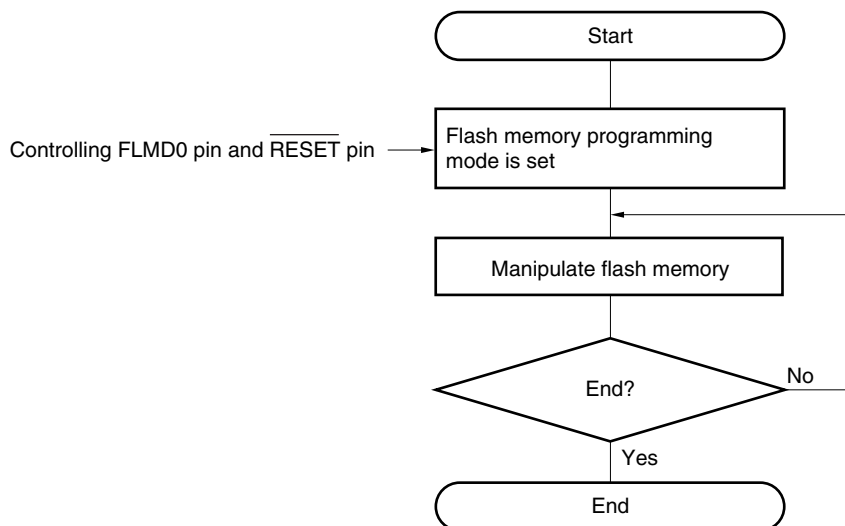 Start
Controlling FLMD0 pin and RESET pin
Flash memory programming
mode is set
Manipulate flash memory
End?
No
Yes
End